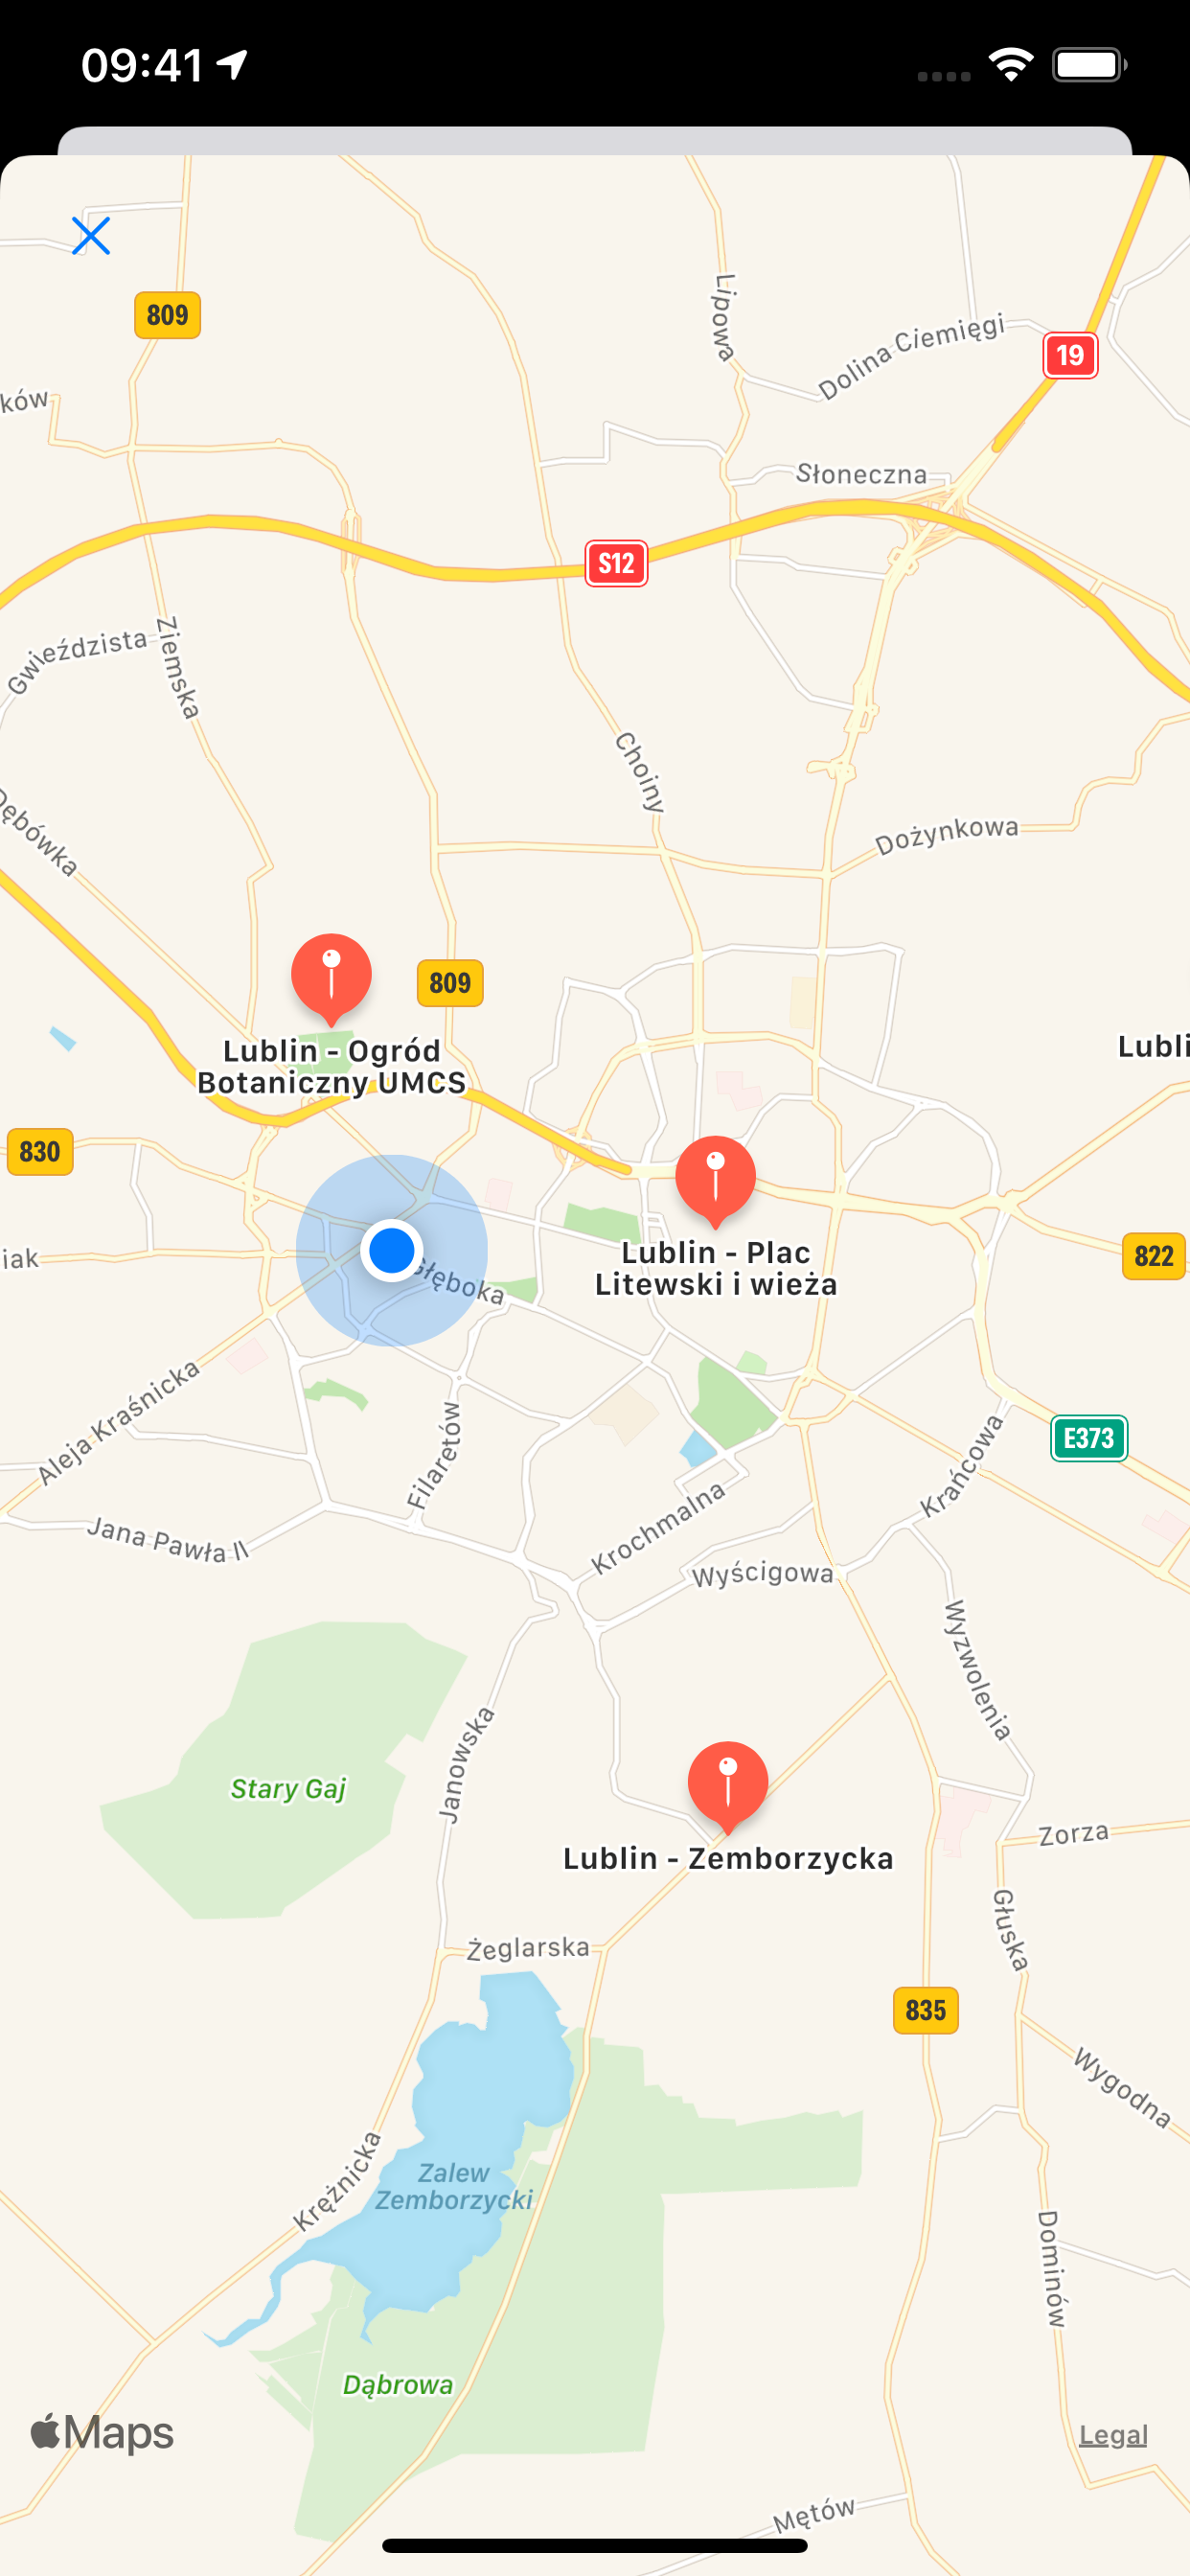 09:41
809
Lipowa
Dolina Ciemięgi
19
ków
Słoneczna
S12
Gwieździsta
Ziemska
Choiny
Dębówka
Dożynkowa
809
Lublin - Ogród
Botaniczny UMCS
Lubli
830
Lublin - Plac
Litewski i wieża
822
iak
Głęboka
Aleja Kraśnicka
Filaretów
E373
Krańcowa
Jana Pawła II
Krochmalna
Wyścigowa
Wyzwolenia
Janowska
Stary Gaj
Zorza
Lublin - Zemborzycka
Głuska
Żeglarska
835
Wygodna
Krężnicka
Zalew
Zemborzycki
Dominów
Dąbrowa
Maps
Legal
Mętów